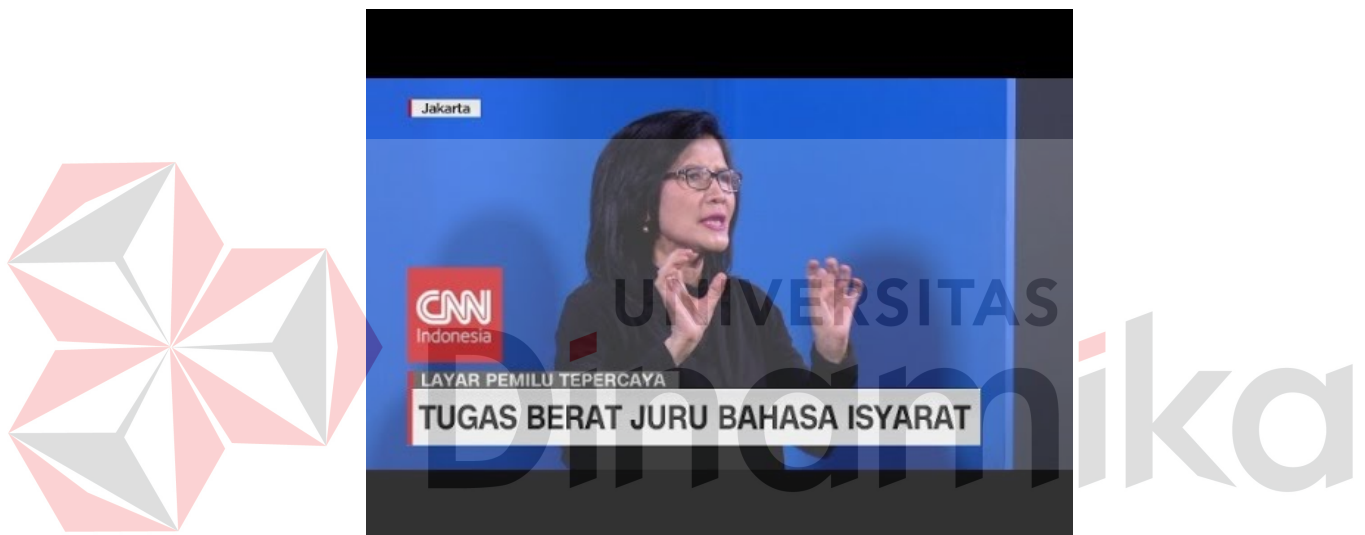 Jakarta
UNIVERSITAS
CNN
Indonesia
Dinamika
LAYAR PEMILU TEPERCAYA
TUGAS BERAT JURU BAHASA ISYARAT